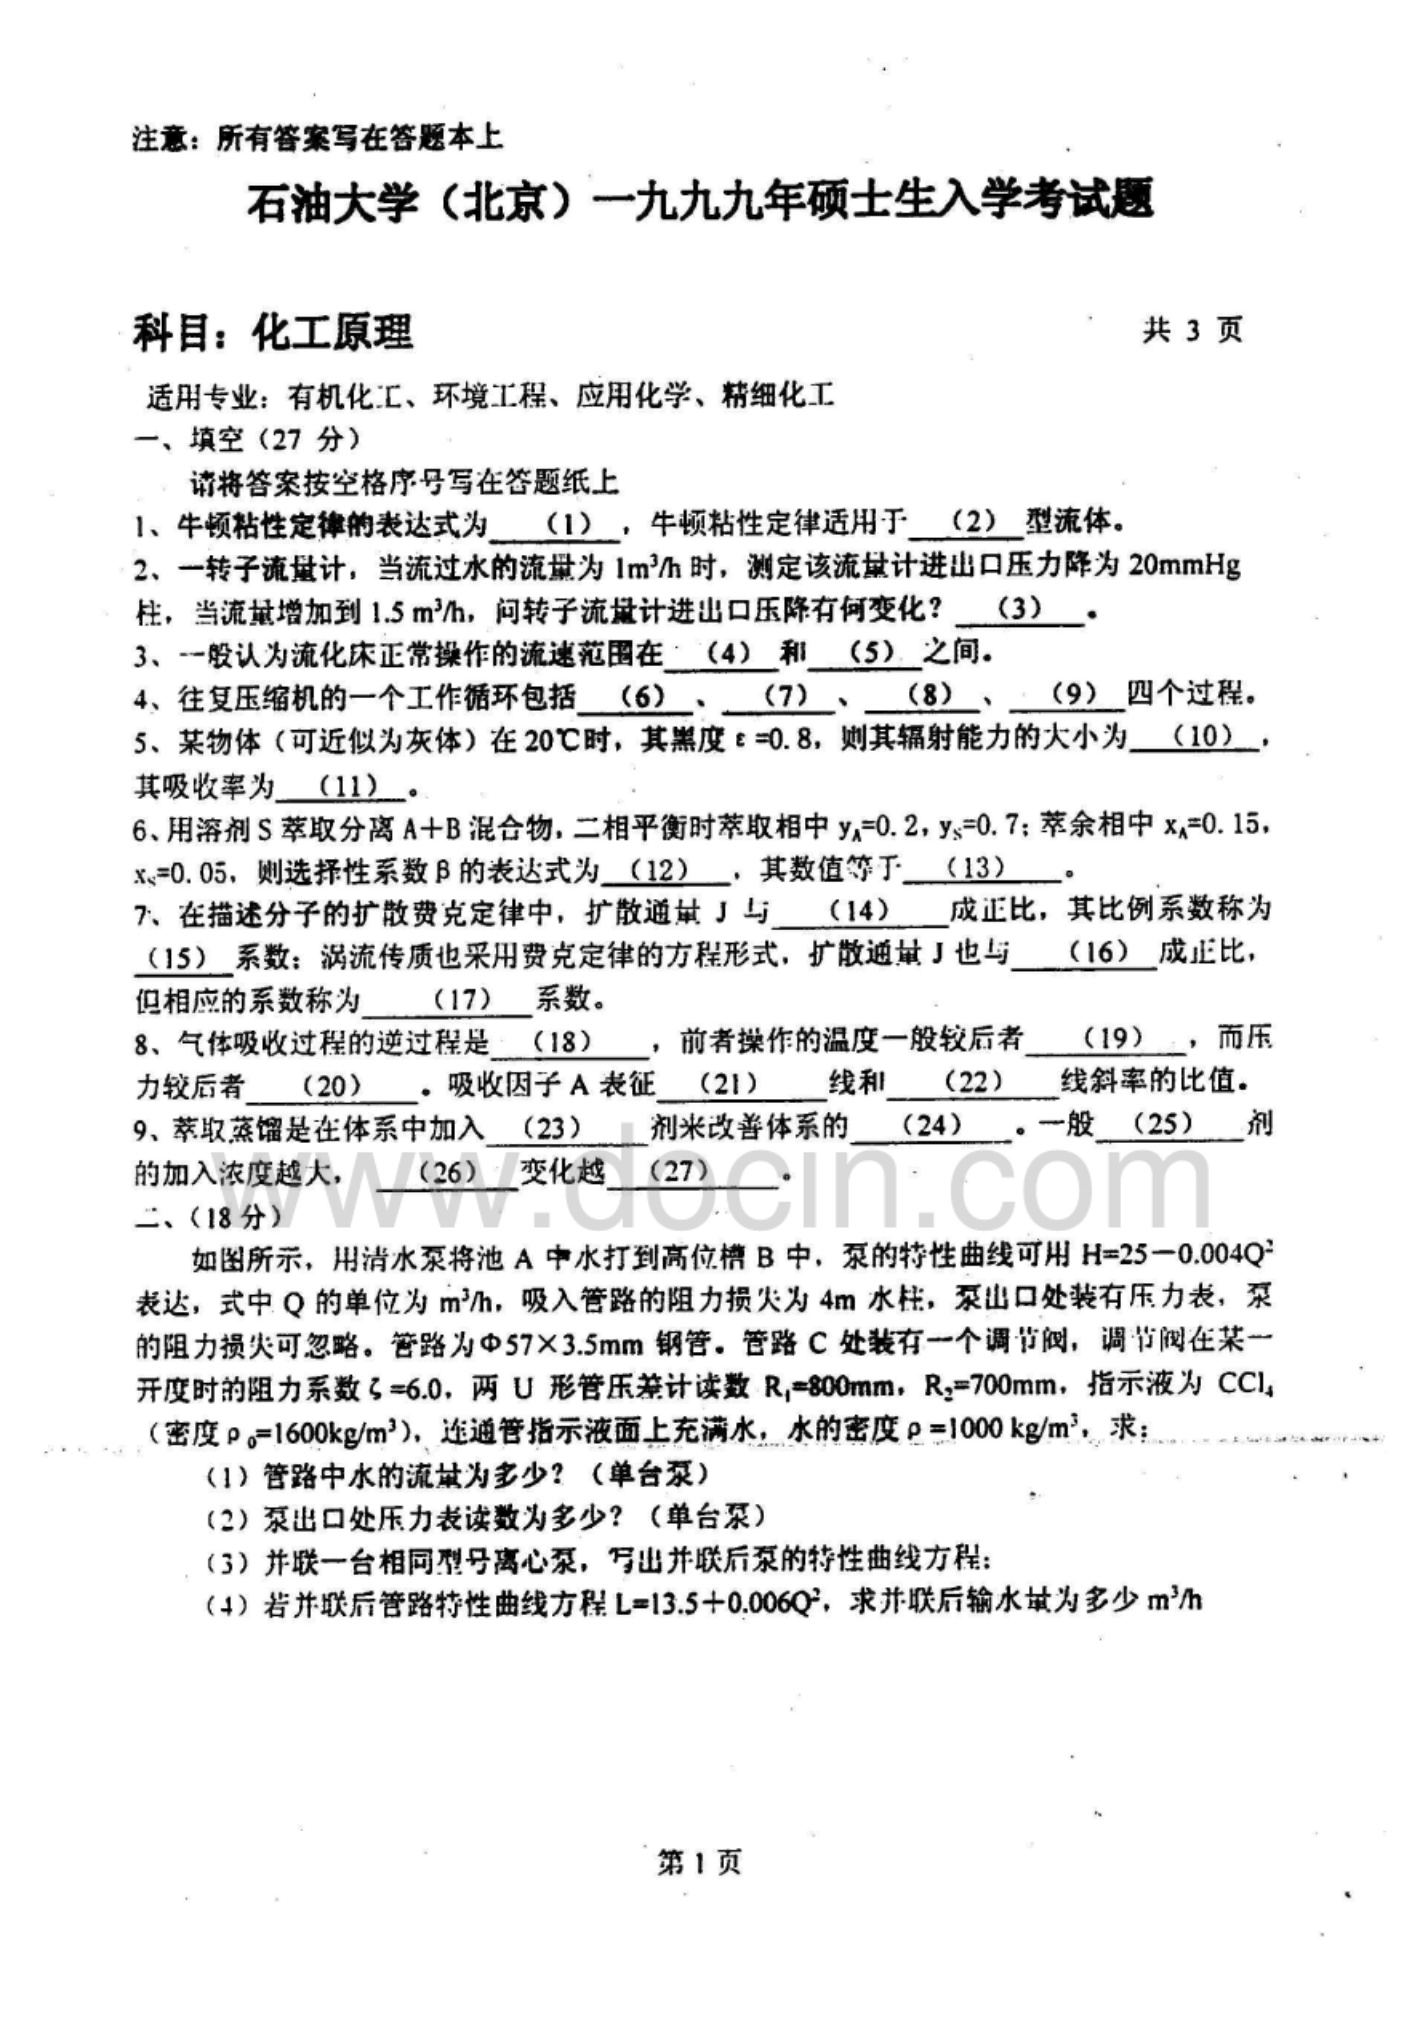 注意：所有答案写在答题本上
石油大学（北京）一九九九年硕士生入学考试题
科目：化工原理 共 3 页
适用专业：有机化工、环境工程、应用化学、精细化工
一、填空（27 分）
请将答案按空格序号写在答题纸上
1、牛顿粘性定律的表达式为 （1） ，牛顿粘性定律适用于 （2） 型流体。
2、一转子流量计，当流过水的流量为 1m³/h 时，测定该流量计进出口压力降为 20mmHg
柱，当流量增加到 1.5 m³/h，问转子流量计进出口压降有何变化？ （3） 。
3、一般认为流化床正常操作的流速范围在 （4） 和 （5） 之间。
4、往复压缩机的一个工作循环包括 （6） 、 （7） 、 （8） 、 （9） 四个过程。
5、某物体（可近似为灰体）在 20℃时，其黑度 ε=0.8，则其辐射能力的大小为 （10） ，
其吸收率为 （11） 。
6、用溶剂 S 萃取分离 A＋B 混合物，二相平衡时萃取相中 y_A=0.2，y_S=0.7；萃余相中 x_A=0.15，
x_S=0.05，则选择性系数 β 的表达式为 （12） ，其数值等于 （13） 。
7、在描述分子的扩散费克定律中，扩散通量 J 与 （14） 成正比，其比例系数称为
（15） 系数；涡流传质也采用费克定律的方程形式，扩散通量 J 也与 （16） 成正比，
但相应的系数称为 （17） 系数。
8、气体吸收过程的逆过程是 （18） ，前者操作的温度一般较后者 （19） ，而压
力较后者 （20） 。吸收因子 A 表征 （21） 线和 （22） 线斜率的比值。
9、萃取蒸馏是在体系中加入 （23） 剂来改善体系的 （24） 。一般 （25） 剂
的加入浓度越大， （26） 变化越 （27） 。
www.docin.com
二、（18 分）
如图所示，用清水泵将池 A 中水打到高位槽 B 中，泵的特性曲线可用 H=25－0.004Q²
表达，式中 Q 的单位为 m³/h，吸入管路的阻力损失为 4m 水柱，泵出口处装有压力表，泵
的阻力损失可忽略。管路为Φ57×3.5mm 钢管。管路 C 处装有一个调节阀，调节阀在某一
开度时的阻力系数 ζ=6.0，两 U 形管压差计读数 R₁=800mm，R₂=700mm，指示液为 CCl₄
（密度 ρ₀=1600kg/m³），连通管指示液面上充满水，水的密度 ρ=1000 kg/m³，求：
（1）管路中水的流量为多少？（单台泵）
（2）泵出口处压力表读数为多少？（单台泵）
（3）并联一台相同型号离心泵，写出并联后泵的特性曲线方程；
（4）若并联后管路特性曲线方程 L=13.5＋0.006Q²，求并联后输水量为多少 m³/h
第 1 页